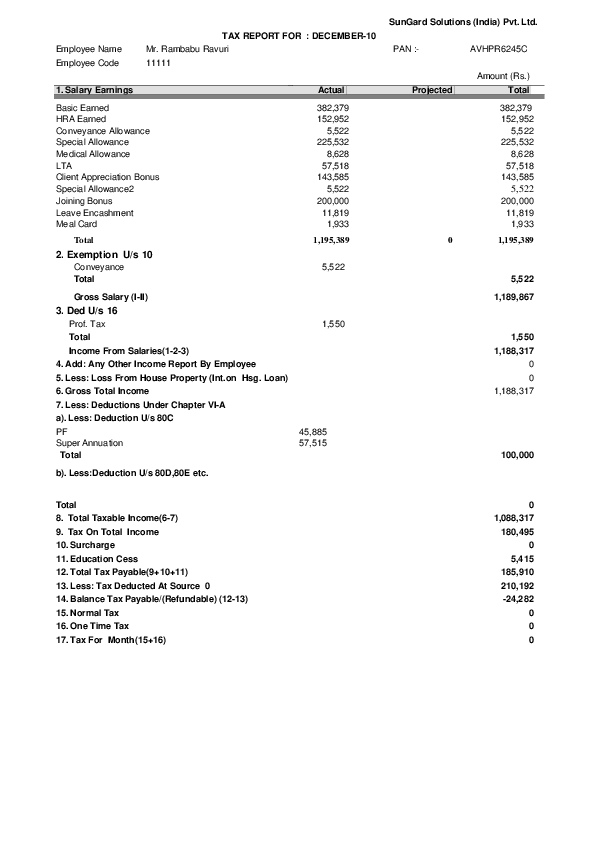 SunGard Solutions (India) Pvt. Ltd.
TAX REPORT FOR : DECEMBER-10
Employee Name Mr. Rambabu Ravuri PAN :- AVHPR6245C
Employee Code 11111
Amount (Rs.)
1. Salary Earnings Actual Projected Total
Basic Earned 382,379 382,379
HRA Earned 152,952 152,952
Conveyance Allowance 5,522 5,522
Special Allowance 225,532 225,532
Medical Allowance 8,628 8,628
LTA 57,518 57,518
Client Appreciation Bonus 143,585 143,585
Special Allowance2 5,522 5,522
Joining Bonus 200,000 200,000
Leave Encashment 11,819 11,819
Meal Card 1,933 1,933
Total 1,195,389 0 1,195,389
2. Exemption U/s 10
Conveyance 5,522
Total 5,522
Gross Salary (I-II) 1,189,867
3. Ded U/s 16
Prof. Tax 1,550
Total 1,550
Income From Salaries(1-2-3) 1,188,317
4. Add: Any Other Income Report By Employee 0
5. Less: Loss From House Property (Int.on Hsg. Loan) 0
6. Gross Total Income 1,188,317
7. Less: Deductions Under Chapter VI-A
a). Less: Deduction U/s 80C
PF 45,885
Super Annuation 57,515
Total 100,000
b). Less:Deduction U/s 80D,80E etc.
Total 0
8. Total Taxable Income(6-7) 1,088,317
9. Tax On Total Income 180,495
10. Surcharge 0
11. Education Cess 5,415
12. Total Tax Payable(9+10+11) 185,910
13. Less: Tax Deducted At Source 0 210,192
14. Balance Tax Payable/(Refundable) (12-13) -24,282
15. Normal Tax 0
16. One Time Tax 0
17. Tax For Month(15+16) 0